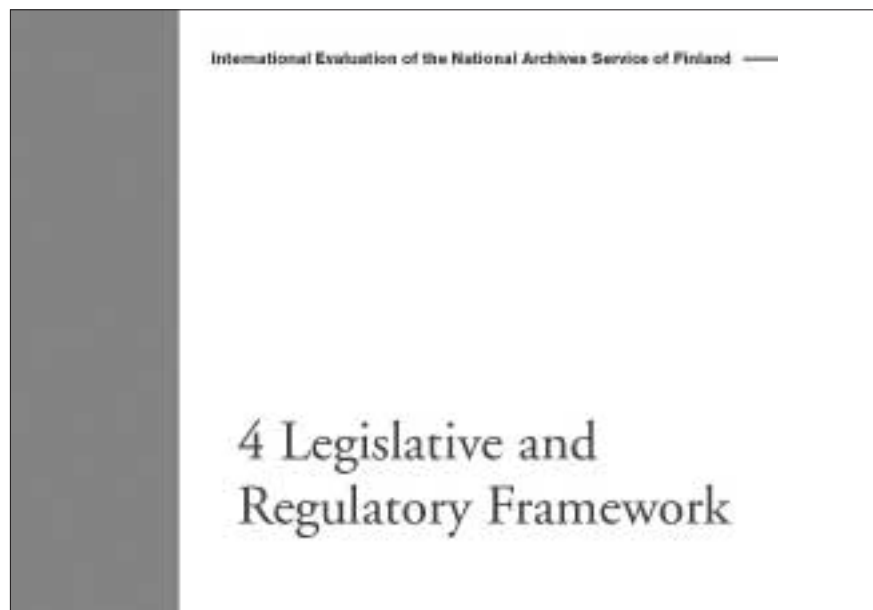 International Evaluation of the National Archives Service of Finland
4 Legislative and
Regulatory Framework